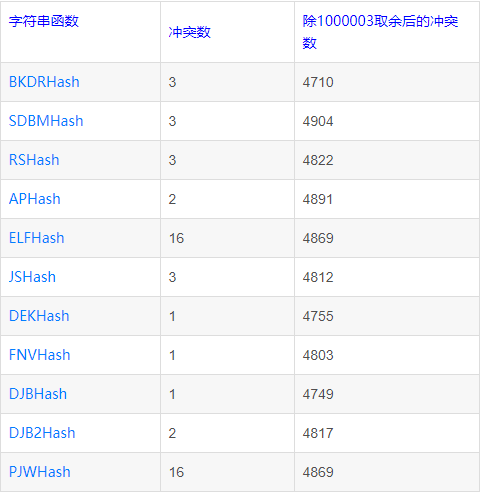 字符串函数 冲突数 除1000003取余后的冲突
数
BKDRHash 3 4710
SDBMHash 3 4904
RSHash 3 4822
APHash 2 4891
ELFHash 16 4869
JSHash 3 4812
DEKHash 1 4755
FNVHash 1 4803
DJBHash 1 4749
DJB2Hash 2 4817
PJWHash 16 4869